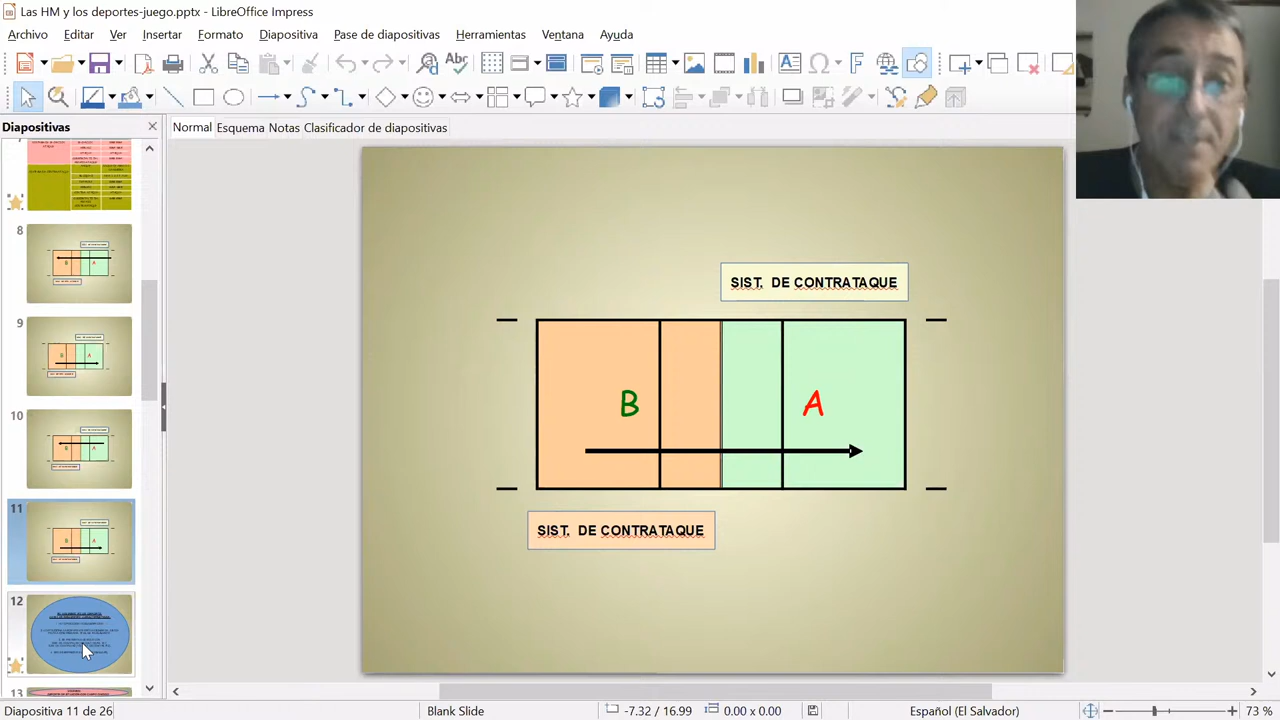 Las HM y los deportes-juego.pptx - LibreOffice Impress
Archivo Editar Ver Insertar Formato Diapositiva Pase de diapositivas Herramientas Ventana Ayuda
Diapositivas
Normal Esquema Notas Clasificador de diapositivas
8
B A
9
B A
10
B A
11
B A
12
13
SIST. DE CONTRATAQUE
B A
SIST. DE CONTRATAQUE
Diapositiva 11 de 26 Blank Slide -7.32 / 16.99 0.00 x 0.00 Español (El Salvador) 73 %